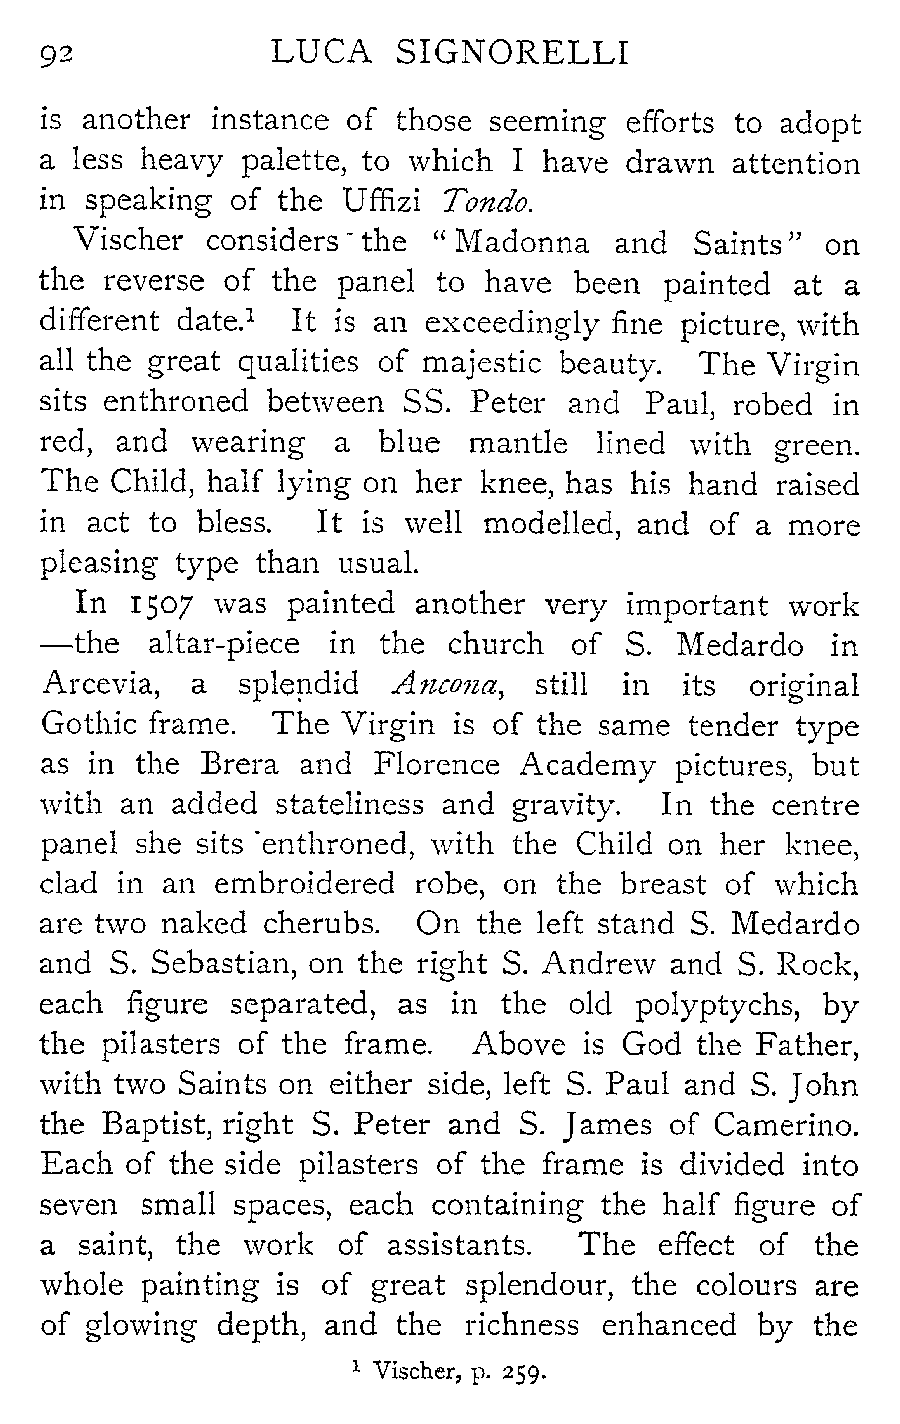 92 LUCA SIGNORELLI
is another instance of those seeming efforts to adopt
a less heavy palette, to which I have drawn attention
in speaking of the Uffizi Tondo.
Vischer considers the “Madonna and Saints” on
the reverse of the panel to have been painted at a
different date.¹ It is an exceedingly fine picture, with
all the great qualities of majestic beauty. The Virgin
sits enthroned between SS. Peter and Paul, robed in
red, and wearing a blue mantle lined with green.
The Child, half lying on her knee, has his hand raised
in act to bless. It is well modelled, and of a more
pleasing type than usual.
In 1507 was painted another very important work
—the altar-piece in the church of S. Medardo in
Arcevia, a splendid Ancona, still in its original
Gothic frame. The Virgin is of the same tender type
as in the Brera and Florence Academy pictures, but
with an added stateliness and gravity. In the centre
panel she sits enthroned, with the Child on her knee,
clad in an embroidered robe, on the breast of which
are two naked cherubs. On the left stand S. Medardo
and S. Sebastian, on the right S. Andrew and S. Rock,
each figure separated, as in the old polyptychs, by
the pilasters of the frame. Above is God the Father,
with two Saints on either side, left S. Paul and S. John
the Baptist, right S. Peter and S. James of Camerino.
Each of the side pilasters of the frame is divided into
seven small spaces, each containing the half figure of
a saint, the work of assistants. The effect of the
whole painting is of great splendour, the colours are
of glowing depth, and the richness enhanced by the
¹ Vischer, p. 259.